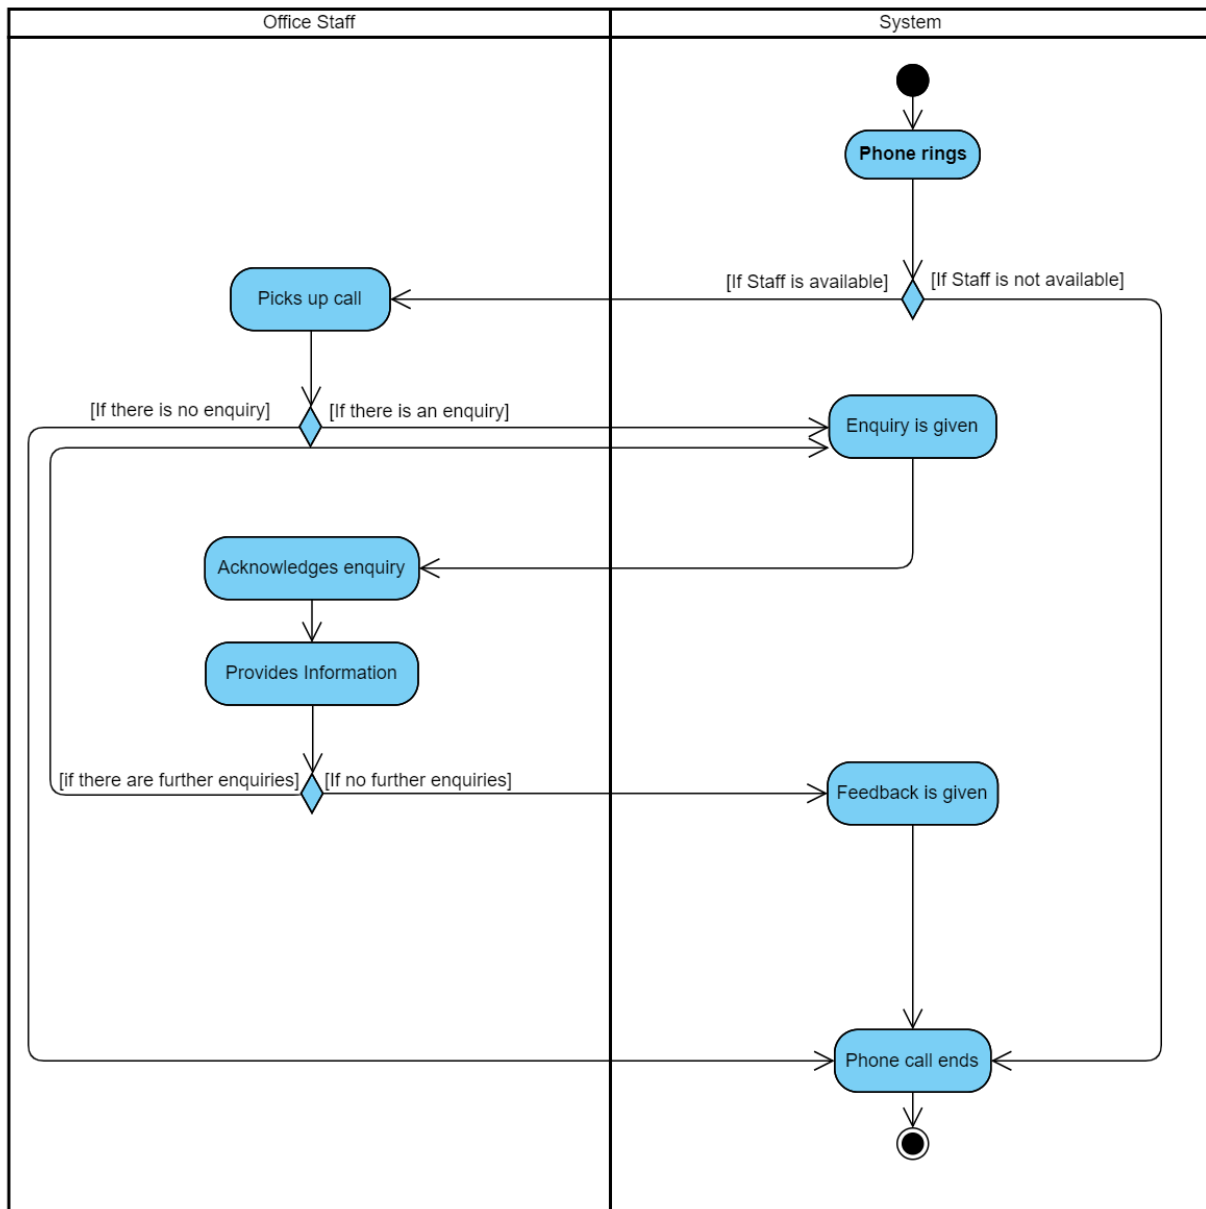 Office Staff
System
Phone rings
[If Staff is available]
[If Staff is not available]
Picks up call
[If there is no enquiry]
[If there is an enquiry]
Enquiry is given
Acknowledges enquiry
Provides Information
[if there are further enquiries]
[If no further enquiries]
Feedback is given
Phone call ends